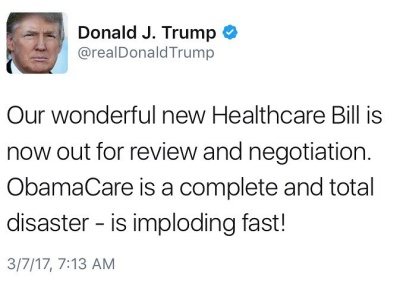 Donald J. Trump
@realDonaldTrump
Our wonderful new Healthcare Bill is
now out for review and negotiation.
ObamaCare is a complete and total
disaster - is imploding fast!
3/7/17, 7:13 AM